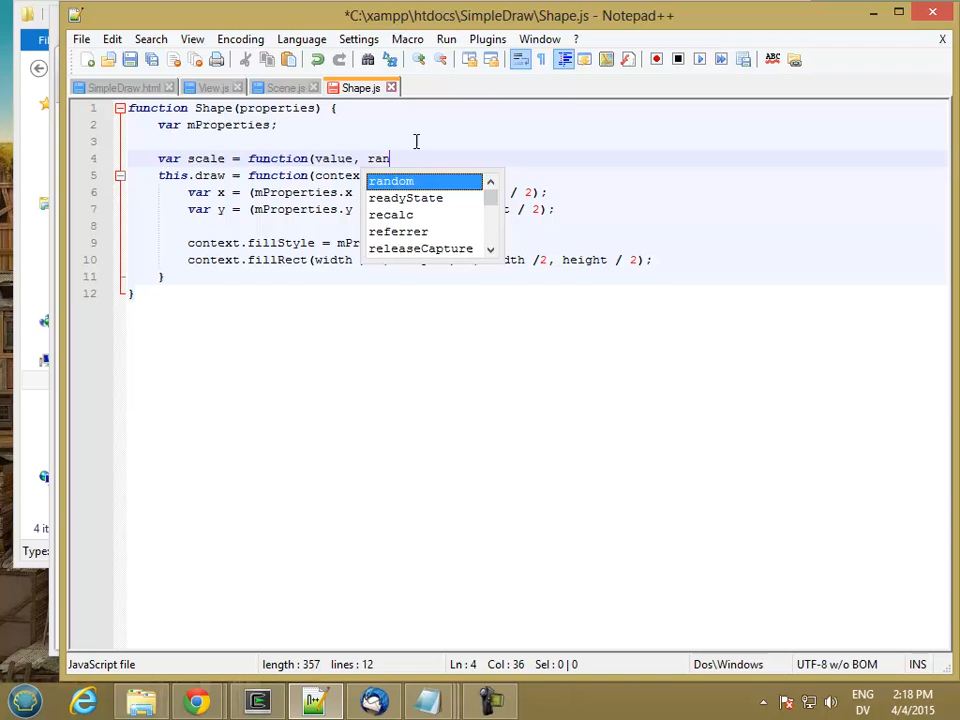 *C:\xampp\htdocs\SimpleDraw\Shape.js - Notepad++
File Edit Search View Encoding Language Settings Macro Run Plugins Window ? X
SimpleDraw.html View.js Scene.js Shape.js
1 function Shape(properties) {
2 var mProperties;
3
4 var scale = function(value, ran
5 this.draw = function(contex
random
6 var x = (mProperties.x / 2);
readyState
7 var y = (mProperties.y t / 2);
recalc
8
referrer
9 context.fillStyle = mPr
releaseCapture
10 context.fillRect(width /2, height / 2);
11 }
12 }
4 it
Type:
JavaScript file length : 357 lines : 12 Ln : 4 Col : 36 Sel : 0 | 0 Dos\Windows UTF-8 w/o BOM INS
ENG 2:18 PM
DV 4/4/2015